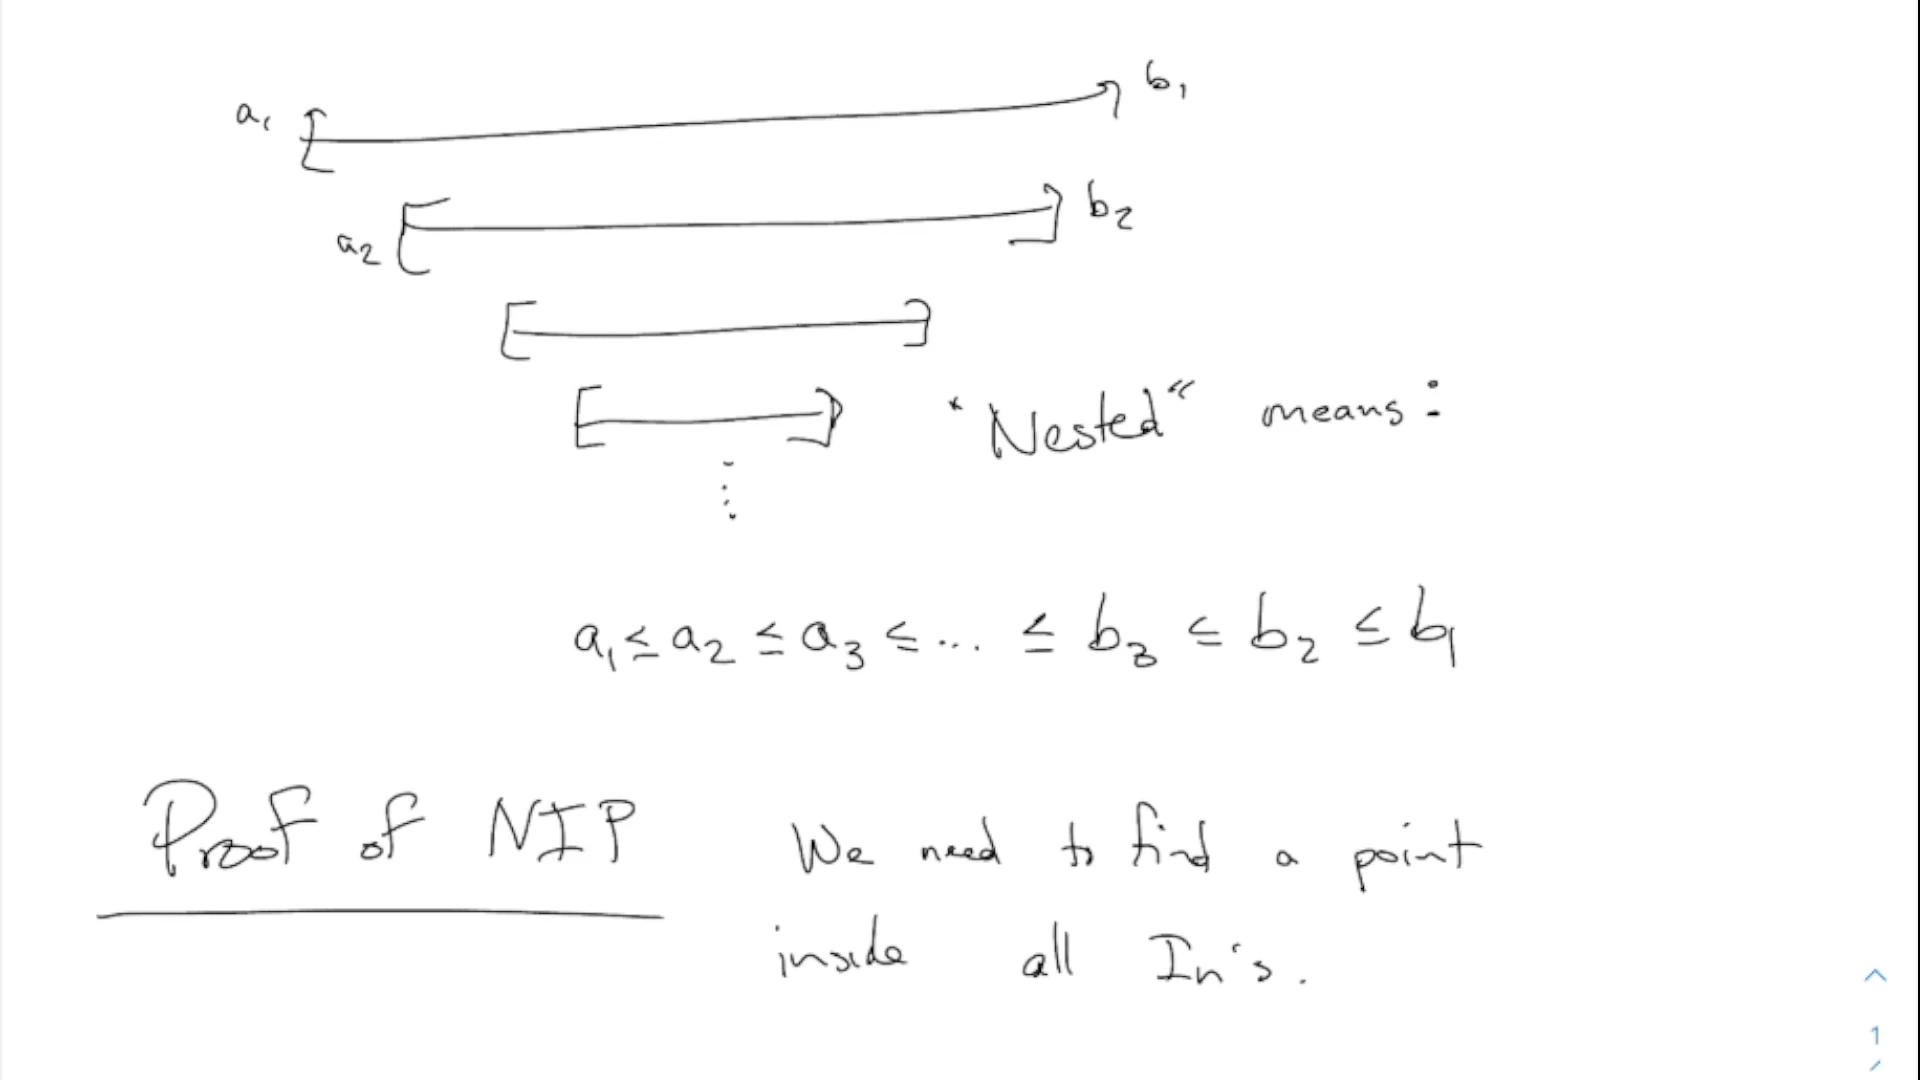 a₁ b₁
a₂ b₂
"Nested" means:
⋮
a₁ ≤ a₂ ≤ a₃ ≤ ... ≤ b₃ ≤ b₂ ≤ b₁
Proof of NIP We need to find a point
inside all In's.
1